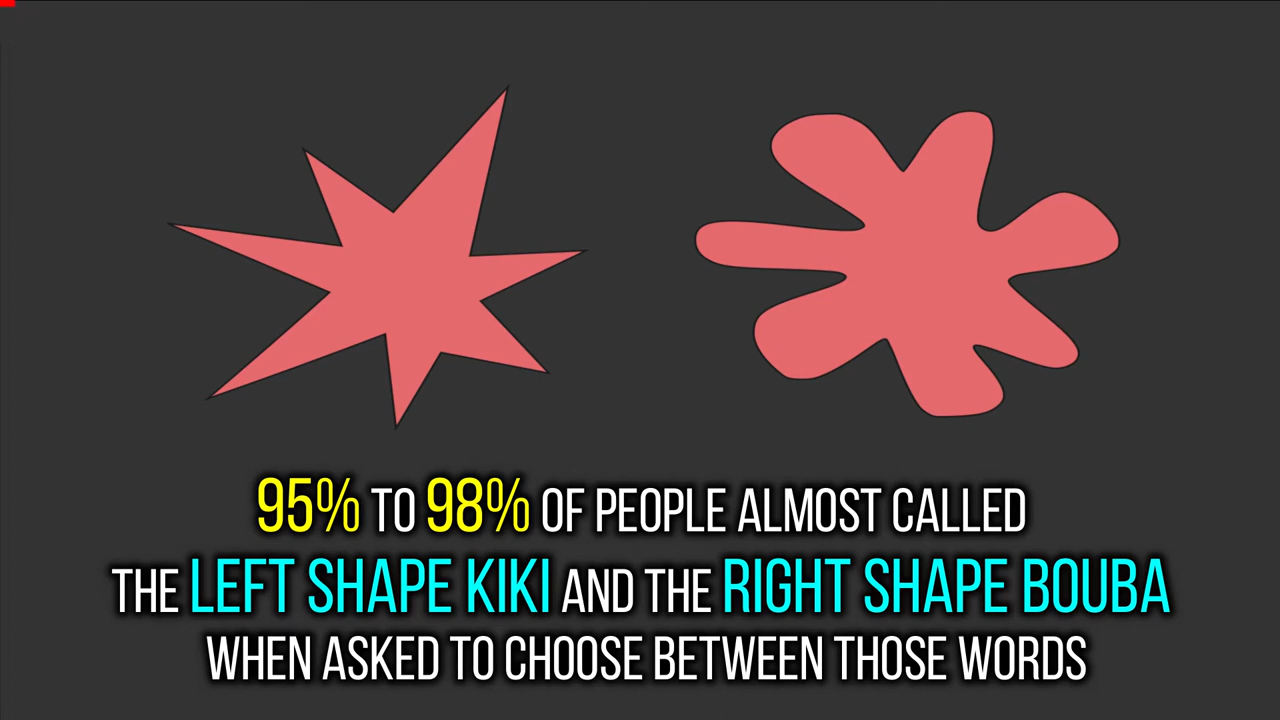 95% TO 98% OF PEOPLE ALMOST CALLED
THE LEFT SHAPE KIKI AND THE RIGHT SHAPE BOUBA
WHEN ASKED TO CHOOSE BETWEEN THOSE WORDS